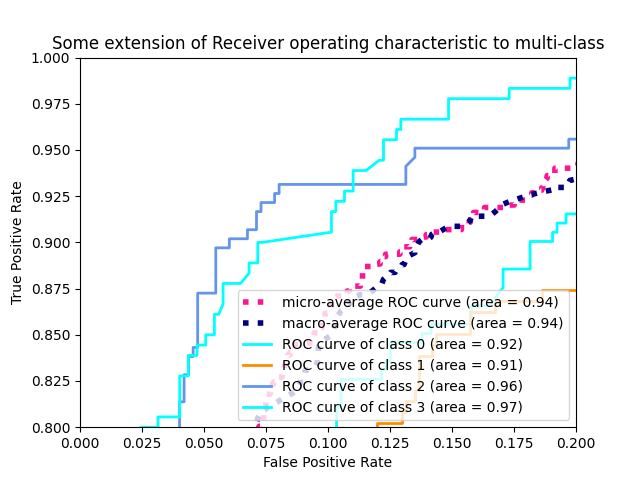 Some extension of Receiver operating characteristic to multi-class
1.000
0.975
0.950
0.925
0.900
0.875
0.850
0.825
0.800
True Positive Rate
micro-average ROC curve (area = 0.94)
macro-average ROC curve (area = 0.94)
ROC curve of class 0 (area = 0.92)
ROC curve of class 1 (area = 0.91)
ROC curve of class 2 (area = 0.96)
ROC curve of class 3 (area = 0.97)
0.000 0.025 0.050 0.075 0.100 0.125 0.150 0.175 0.200
False Positive Rate